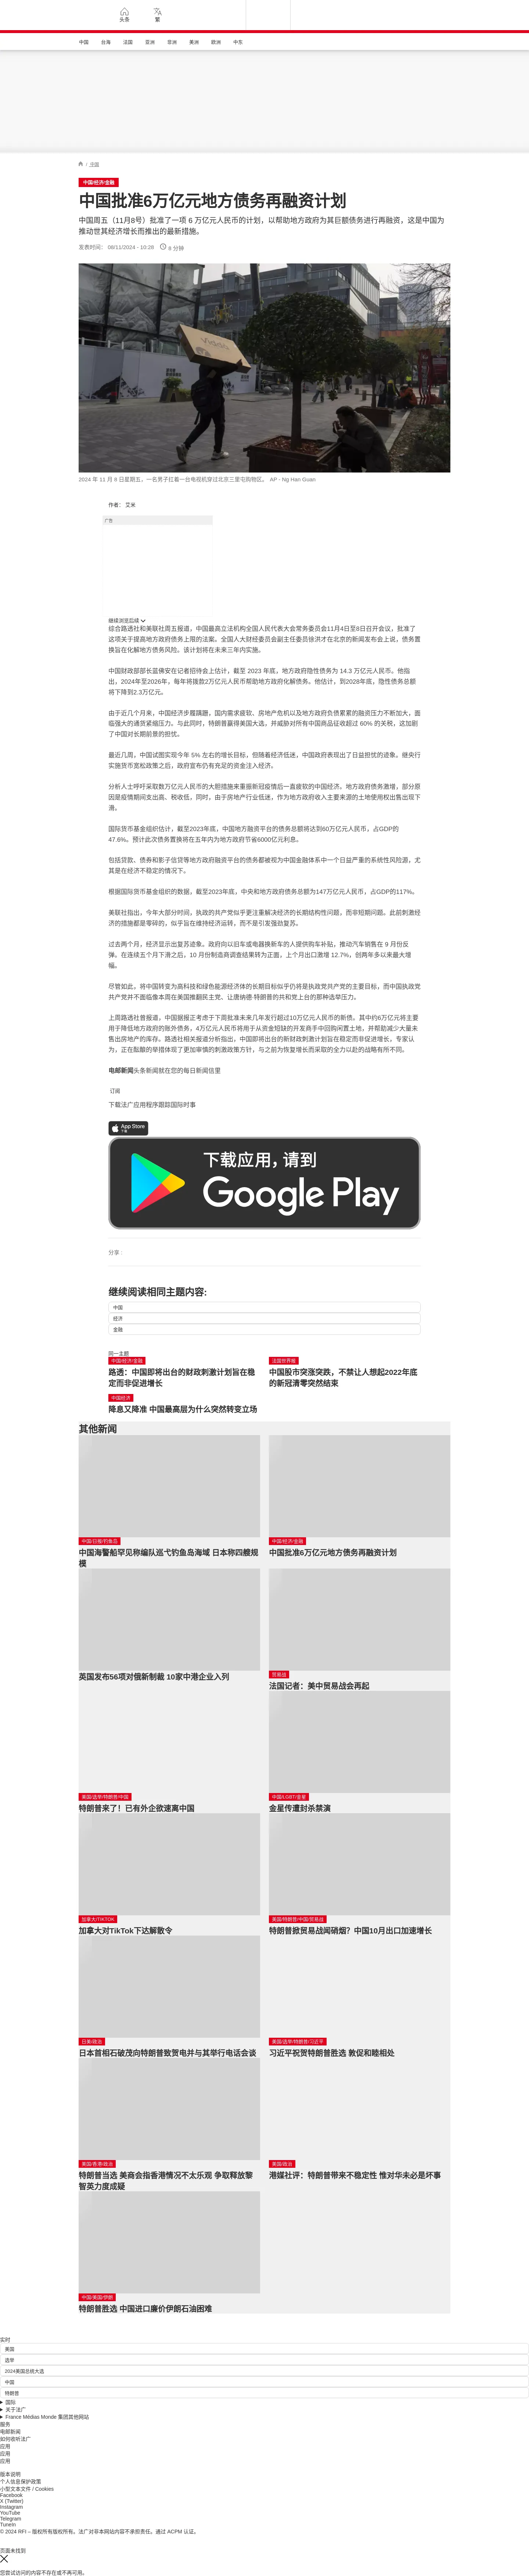 头条
繁
中国
台海
法国
亚洲
非洲
美洲
欧洲
中东
/ 中国
中国/经济/金融
中国批准6万亿元地方债务再融资计划
中国周五（11月8号）批准了一项 6 万亿元人民币的计划，以帮助地方政府为其巨额债务进行再融资，这是中国为
推动世其经济增长而推出的最新措施。
发表时间： 08/11/2024 - 10:28
8 分钟
2024 年 11 月 8 日星期五，一名男子扛着一台电视机穿过北京三里屯购物区。 AP - Ng Han Guan
作者： 艾米
广告
继续浏览后续
综合路透社和美联社周五报道，中国最高立法机构全国人民代表大会常务委员会11月4日至8日召开会议，批准了
这项关于提高地方政府债务上限的法案。全国人大财经委员会副主任委员徐洪才在北京的新闻发布会上说，债务置
换旨在化解地方债务风险。该计划将在未来三年内实施。
中国财政部部长蓝佛安在记者招待会上估计，截至 2023 年底，地方政府隐性债务为 14.3 万亿元人民币。他指
出，2024年至2026年，每年将拨款2万亿元人民币帮助地方政府化解债务。他估计，到2028年底，隐性债务总额
将下降到2.3万亿元。
由于近几个月来，中国经济步履蹒跚，国内需求疲软、房地产危机以及地方政府负债累累的融资压力不断加大，面
临强大的通货紧缩压力。与此同时，特朗普赢得美国大选，并威胁对所有中国商品征收超过 60% 的关税，这加剧
了中国对长期前景的担忧。
最近几周，中国试图实现今年 5% 左右的增长目标，但随着经济低迷，中国政府表现出了日益担忧的迹象。继央行
实施货币宽松政策之后，政府宣布仍有充足的资金注入经济。
分析人士呼吁采取数万亿元人民币的大胆措施来重振新冠疫情后一直疲软的中国经济，地方政府债务激增，部分原
因是疫情期间支出高、税收低，同时，由于房地产行业低迷，作为地方政府收入主要来源的土地使用权出售出现下
滑。
国际货币基金组织估计，截至2023年底，中国地方融资平台的债务总额将达到60万亿元人民币，占GDP的
47.6%。预计此次债务置换将在五年内为地方政府节省6000亿元利息。
包括贷款、债券和影子信贷等地方政府融资平台的债务都被视为中国金融体系中一个日益严重的系统性风险源，尤
其是在经济不稳定的情况下。
根据国际货币基金组织的数据，截至2023年底，中央和地方政府债务总额为147万亿元人民币，占GDP的117%。
美联社指出，今年大部分时间，执政的共产党似乎更注重解决经济的长期结构性问题，而非短期问题。此前刺激经
济的措施都是零碎的，似乎旨在维持经济运转，而不是引发强劲复苏。
过去两个月，经济显示出复苏迹象。政府向以旧车或电器换新车的人提供购车补贴，推动汽车销售在 9 月份反
弹。在连续五个月下滑之后，10 月份制造商调查结果转为正面，上个月出口激增 12.7%，创两年多以来最大增
幅。
尽管如此，将中国转变为高科技和绿色能源经济体的长期目标似乎仍将是执政党共产党的主要目标，而中国执政党
共产党并不面临像本周在美国推翻民主党、让唐纳德·特朗普的共和党上台的那种选举压力。
上周路透社曾报道，中国据报正考虑于下周批准未来几年发行超过10万亿元人民币的新债。其中约6万亿元将主要
用于降低地方政府的账外债务，4万亿元人民币将用于从资金短缺的开发商手中回购闲置土地，并帮助减少大量未
售出房地产的库存。路透社相关报道分析指出，中国即将出台的新财政刺激计划旨在稳定而非促进增长，专家认
为，正在酝酿的举措体现了更加审慎的刺激政策方针，与之前为恢复增长而采取的全力以赴的战略有所不同。
电邮新闻头条新闻就在您的每日新闻信里
订阅
下载法广应用程序跟踪国际时事
App Store
下载
下载应用，请到
Google Play
分享 :
继续阅读相同主题内容:
中国
经济
金融
同一主题
中国/经济/金融
路透：中国即将出台的财政刺激计划旨在稳
定而非促进增长
法国世界报
中国股市突涨突跌，不禁让人想起2022年底
的新冠清零突然结束
中国经济
降息又降准 中国最高层为什么突然转变立场
其他新闻
中国/日报/钓鱼岛
中国海警船罕见称编队巡弋钓鱼岛海域 日本称四艘规
模
中国/经济/金融
中国批准6万亿元地方债务再融资计划
英国发布56项对俄新制裁 10家中港企业入列
贸易战
法国记者：美中贸易战会再起
美国/选举/特朗普/中国
特朗普来了！已有外企欲速离中国
中国/LGBT/金星
金星传遭封杀禁演
加拿大/TIKTOK
加拿大对TikTok下达解散令
美国/特朗普/中国/贸易战
特朗普掀贸易战闻硝烟？中国10月出口加速增长
日美/政治
日本首相石破茂向特朗普致贺电并与其举行电话会谈
美国/选举/特朗普/习近平
习近平祝贺特朗普胜选 敦促和睦相处
美国/香港/政治
特朗普当选 美商会指香港情况不太乐观 争取释放黎
智英力度成疑
美国/政治
港媒社评：特朗普带来不稳定性 惟对华未必是坏事
中国/美国/伊朗
特朗普胜选 中国进口廉价伊朗石油困难
实时
美国
选举
2024美国总统大选
中国
特朗普
国际
关于法广
France Médias Monde 集团其他网站
服务
电邮新闻
如何收听法广
应用
应用
应用
版本说明
个人信息保护政策
小型文本文件 / Cookies
Facebook
X (Twitter)
Instagram
YouTube
Telegram
TuneIn
© 2024 RFI – 版权所有版权所有。法广对非本网站内容不承担责任。通过 ACPM 认证。
页面未找到
您尝试访问的内容不存在或不再可用。